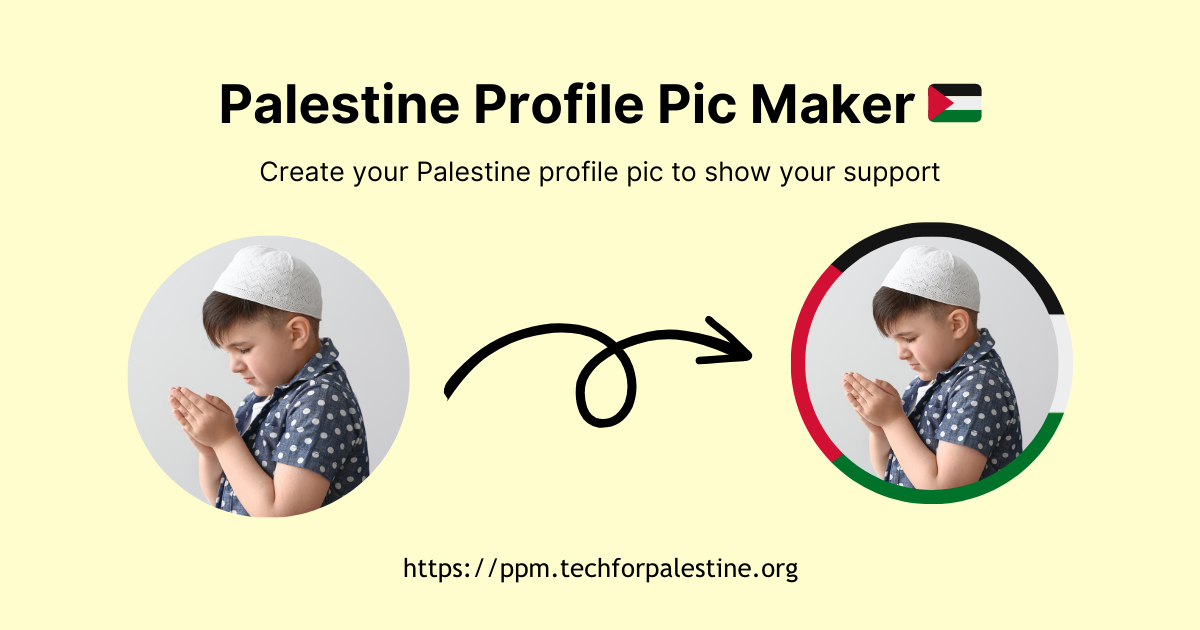 Palestine Profile Pic Maker 🇵🇸
Create your Palestine profile pic to show your support
https://ppm.techforpalestine.org